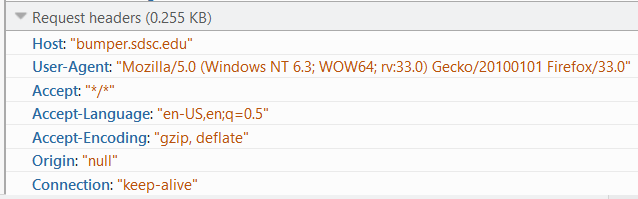 Request headers (0.255 KB)
Host: "bumper.sdsc.edu"
User-Agent: "Mozilla/5.0 (Windows NT 6.3; WOW64; rv:33.0) Gecko/20100101 Firefox/33.0"
Accept: "*/*"
Accept-Language: "en-US,en;q=0.5"
Accept-Encoding: "gzip, deflate"
Origin: "null"
Connection: "keep-alive"